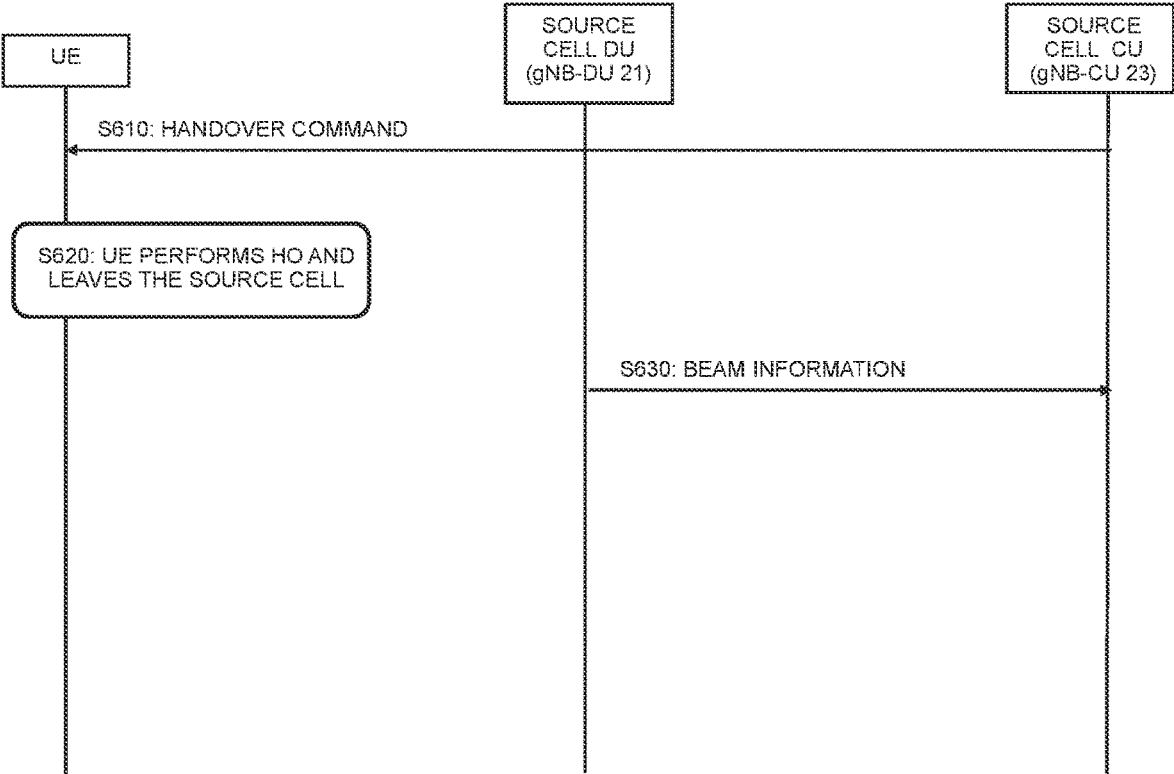 UE
SOURCE
CELL DU
(gNB-DU 21)
SOURCE
CELL CU
(gNB-CU 23)
S610: HANDOVER COMMAND
S620: UE PERFORMS HO AND
LEAVES THE SOURCE CELL
S630: BEAM INFORMATION